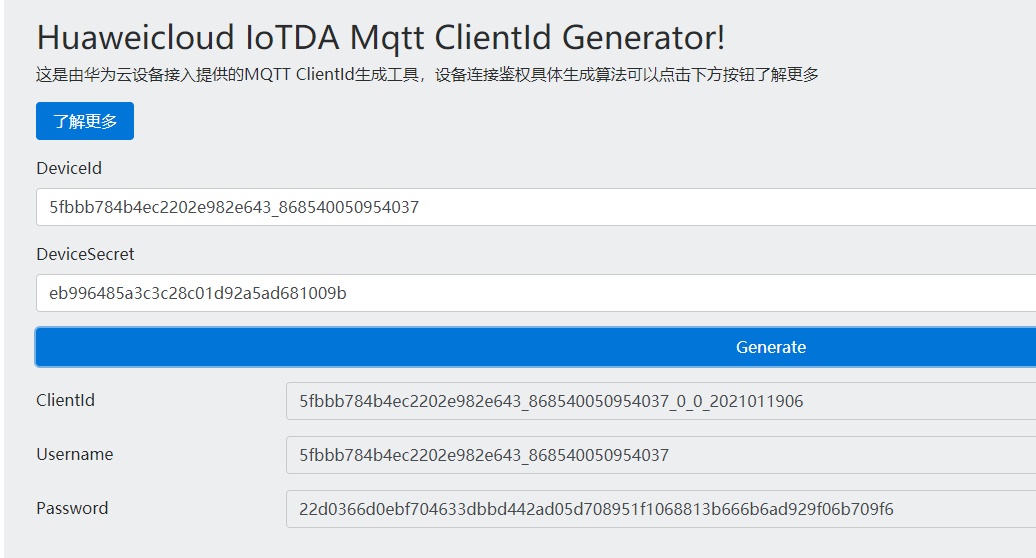 Huaweicloud IoTDA Mqtt ClientId Generator!
这是由华为云设备接入提供的MQTT ClientId生成工具，设备连接鉴权具体生成算法可以点击下方按钮了解更多
了解更多
DeviceId
5fbbb784b4ec2202e982e643_868540050954037
DeviceSecret
eb996485a3c3c28c01d92a5ad681009b
Generate
ClientId
5fbbb784b4ec2202e982e643_868540050954037_0_0_2021011906
Username
5fbbb784b4ec2202e982e643_868540050954037
Password
22d0366d0ebf704633dbbd442ad05d708951f1068813b666b6ad929f06b709f6